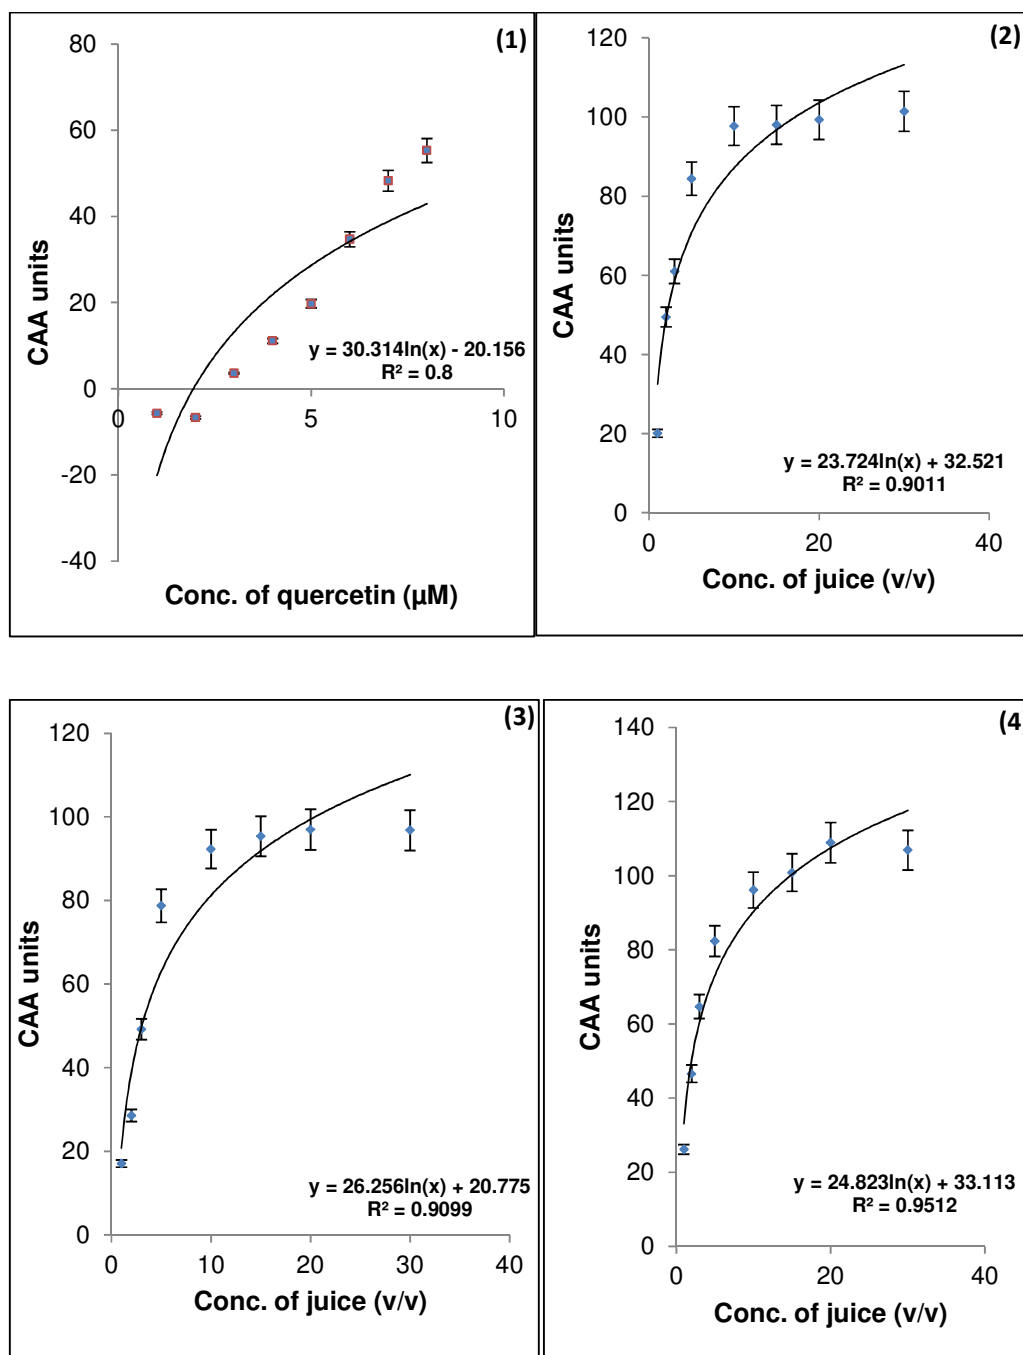 (1)
80
60
40
20
0
-20
-40
0
5
10
CAA units
y = 30.314ln(x) - 20.156
R² = 0.8
Conc. of quercetin (µM)
(2)
120
100
80
60
40
20
0
0
20
40
CAA units
y = 23.724ln(x) + 32.521
R² = 0.9011
Conc. of juice (v/v)
(3)
120
100
80
60
40
20
0
0
10
20
30
40
CAA units
y = 26.256ln(x) + 20.775
R² = 0.9099
Conc. of juice (v/v)
(4
140
120
100
80
60
40
20
0
0
20
40
CAA units
y = 24.823ln(x) + 33.113
R² = 0.9512
Conc. of juice (v/v)